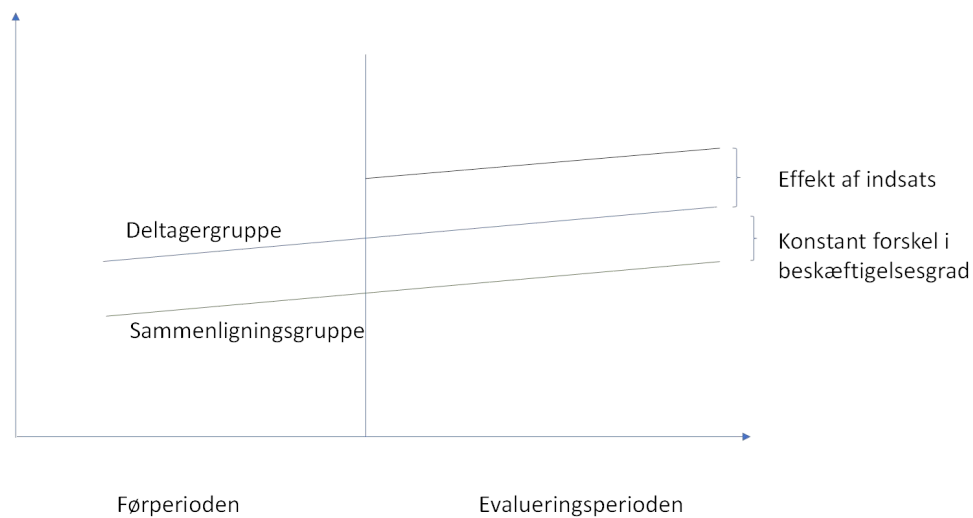 Effekt af indsats
Deltagergruppe
Konstant forskel i
beskæftigelsesgrad
Sammenligningsgruppe
Førperioden
Evalueringsperioden